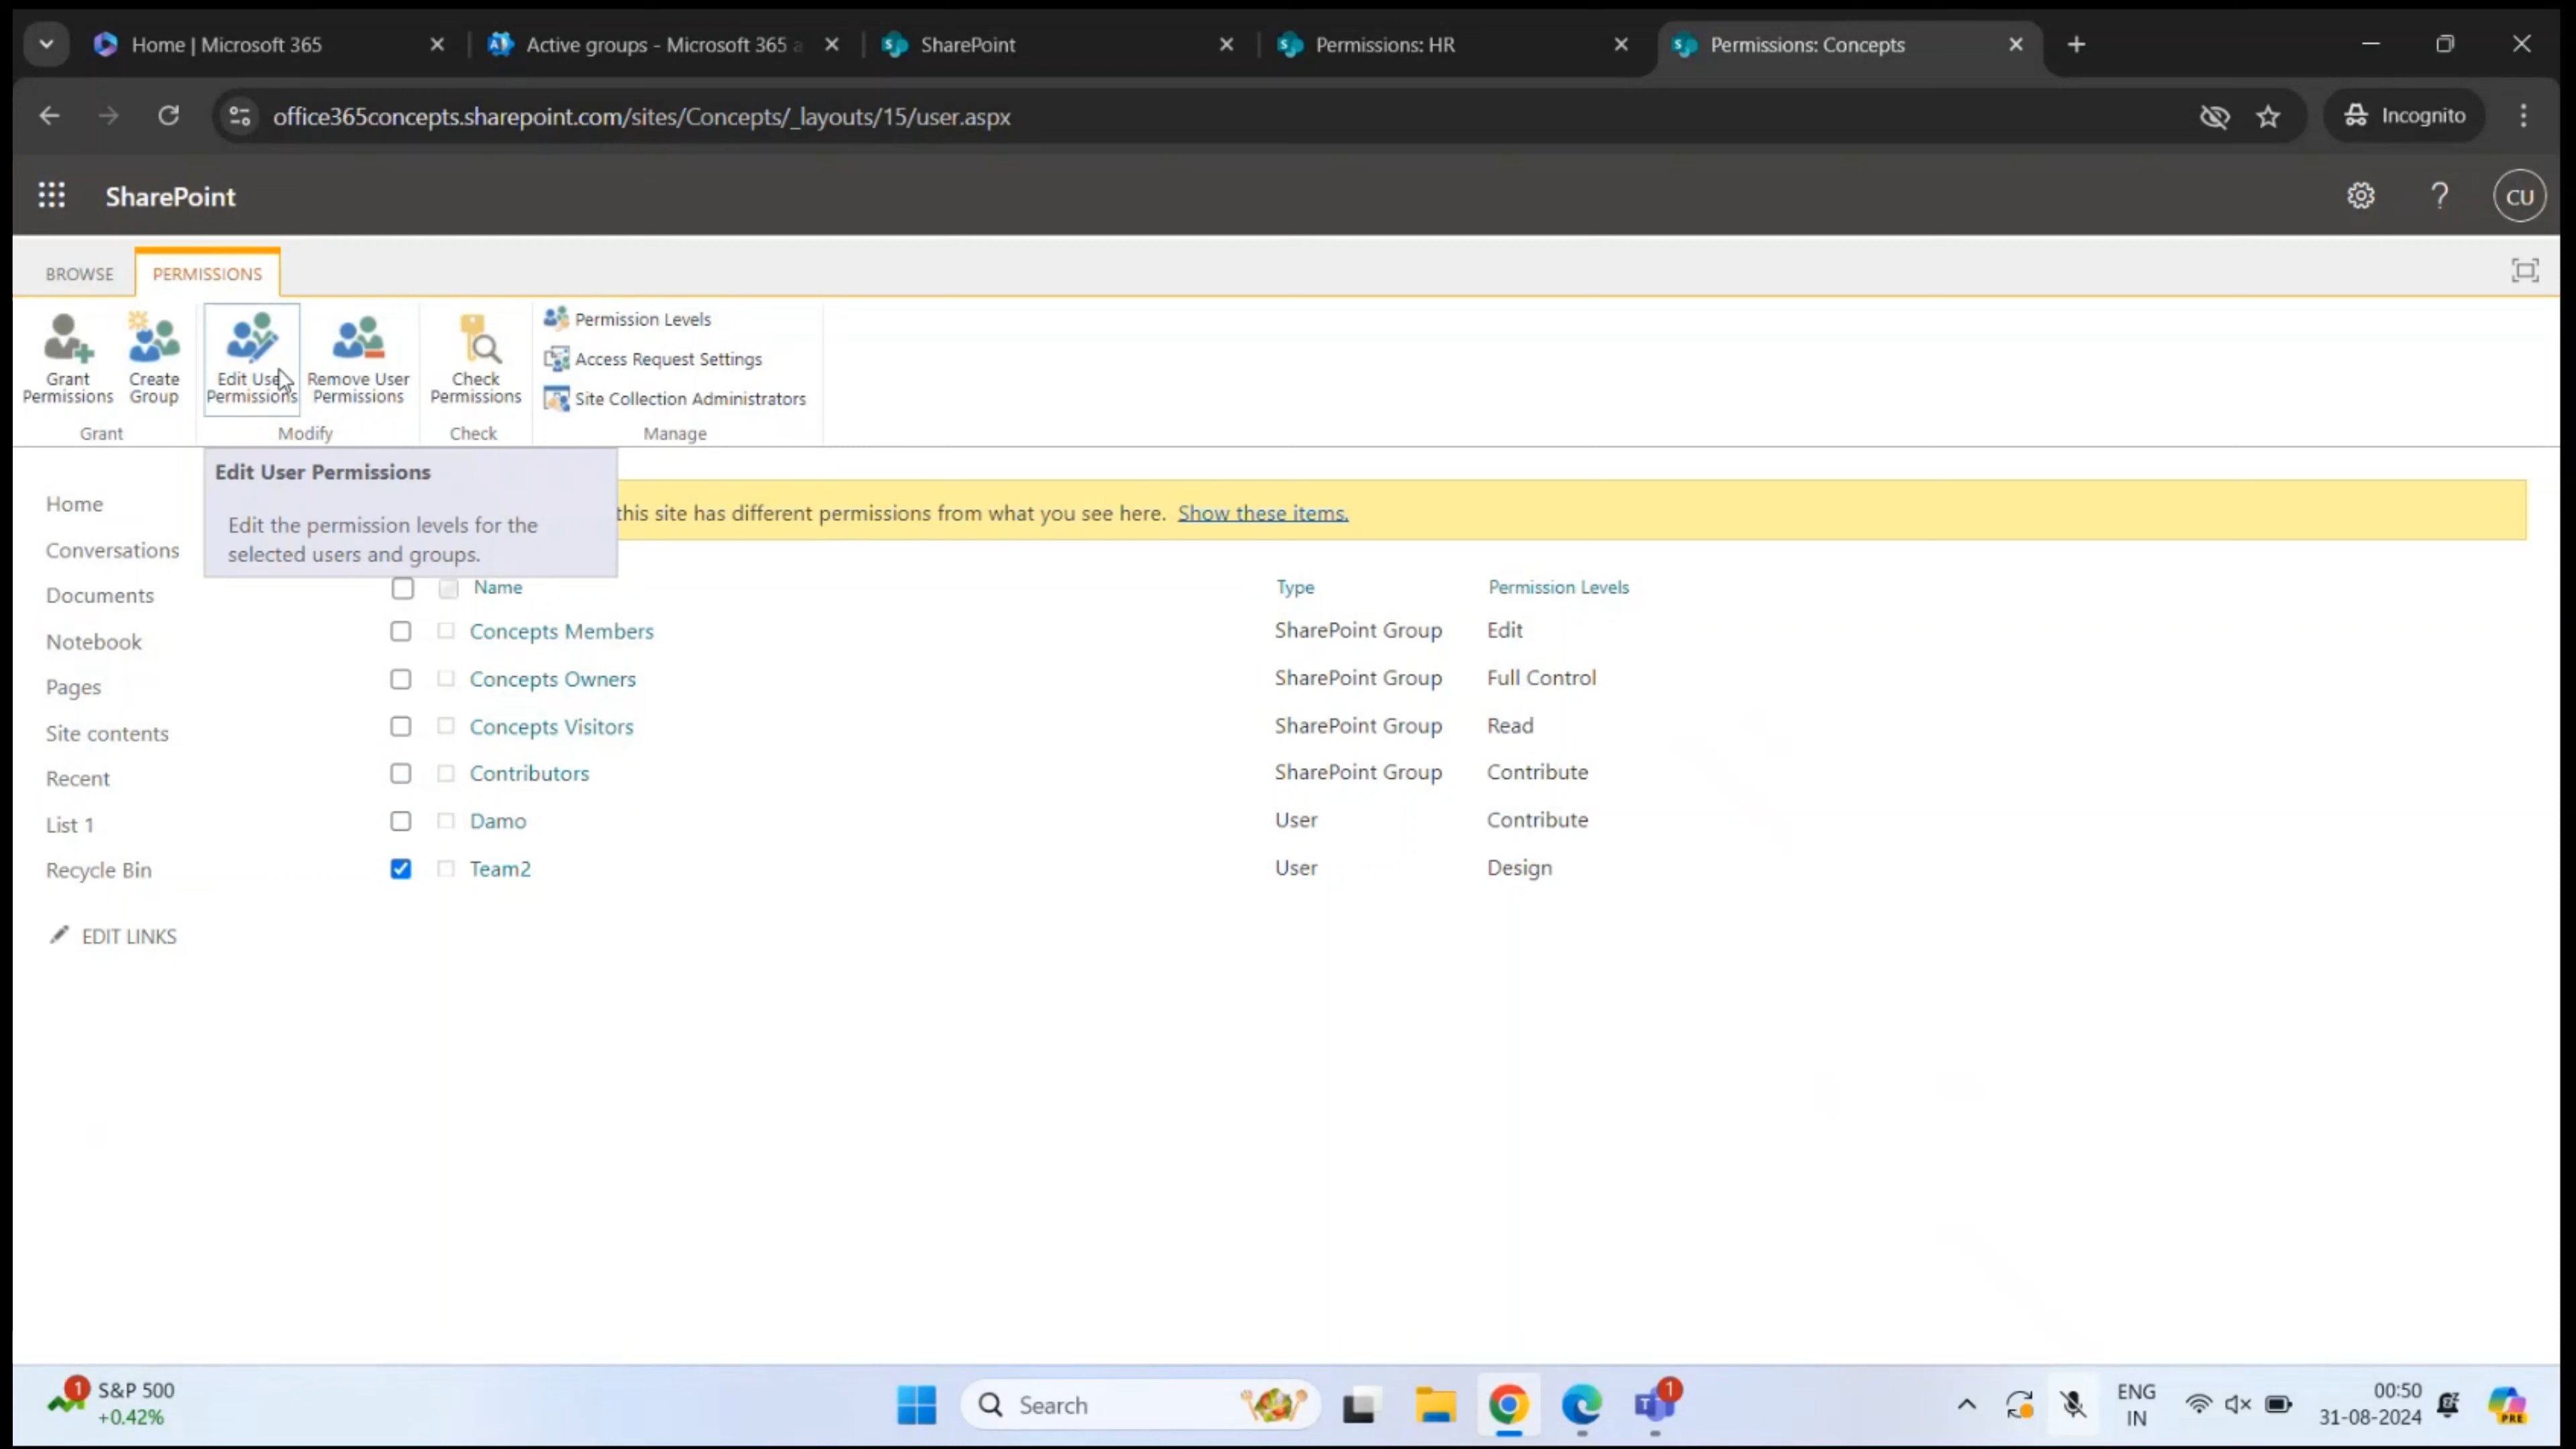 Home | Microsoft 365
Active groups - Microsoft 365 a
SharePoint
Permissions: HR
Permissions: Concepts
office365concepts.sharepoint.com/sites/Concepts/_layouts/15/user.aspx
Incognito
SharePoint
CU
BROWSE
PERMISSIONS
Grant
Permissions
Create
Group
Edit User
Permissions
Remove User
Permissions
Check
Permissions
Permission Levels
Access Request Settings
Site Collection Administrators
Grant
Modify
Check
Manage
Edit User Permissions
Edit the permission levels for the
selected users and groups.
this site has different permissions from what you see here. Show these items.
Home
Conversations
Documents
Notebook
Pages
Site contents
Recent
List 1
Recycle Bin
EDIT LINKS
Name Type Permission Levels
Concepts Members SharePoint Group Edit
Concepts Owners SharePoint Group Full Control
Concepts Visitors SharePoint Group Read
Contributors SharePoint Group Contribute
Damo User Contribute
Team2 User Design
1
S&P 500
+0.42%
Search
1
ENG
IN
00:50
31-08-2024
PRE